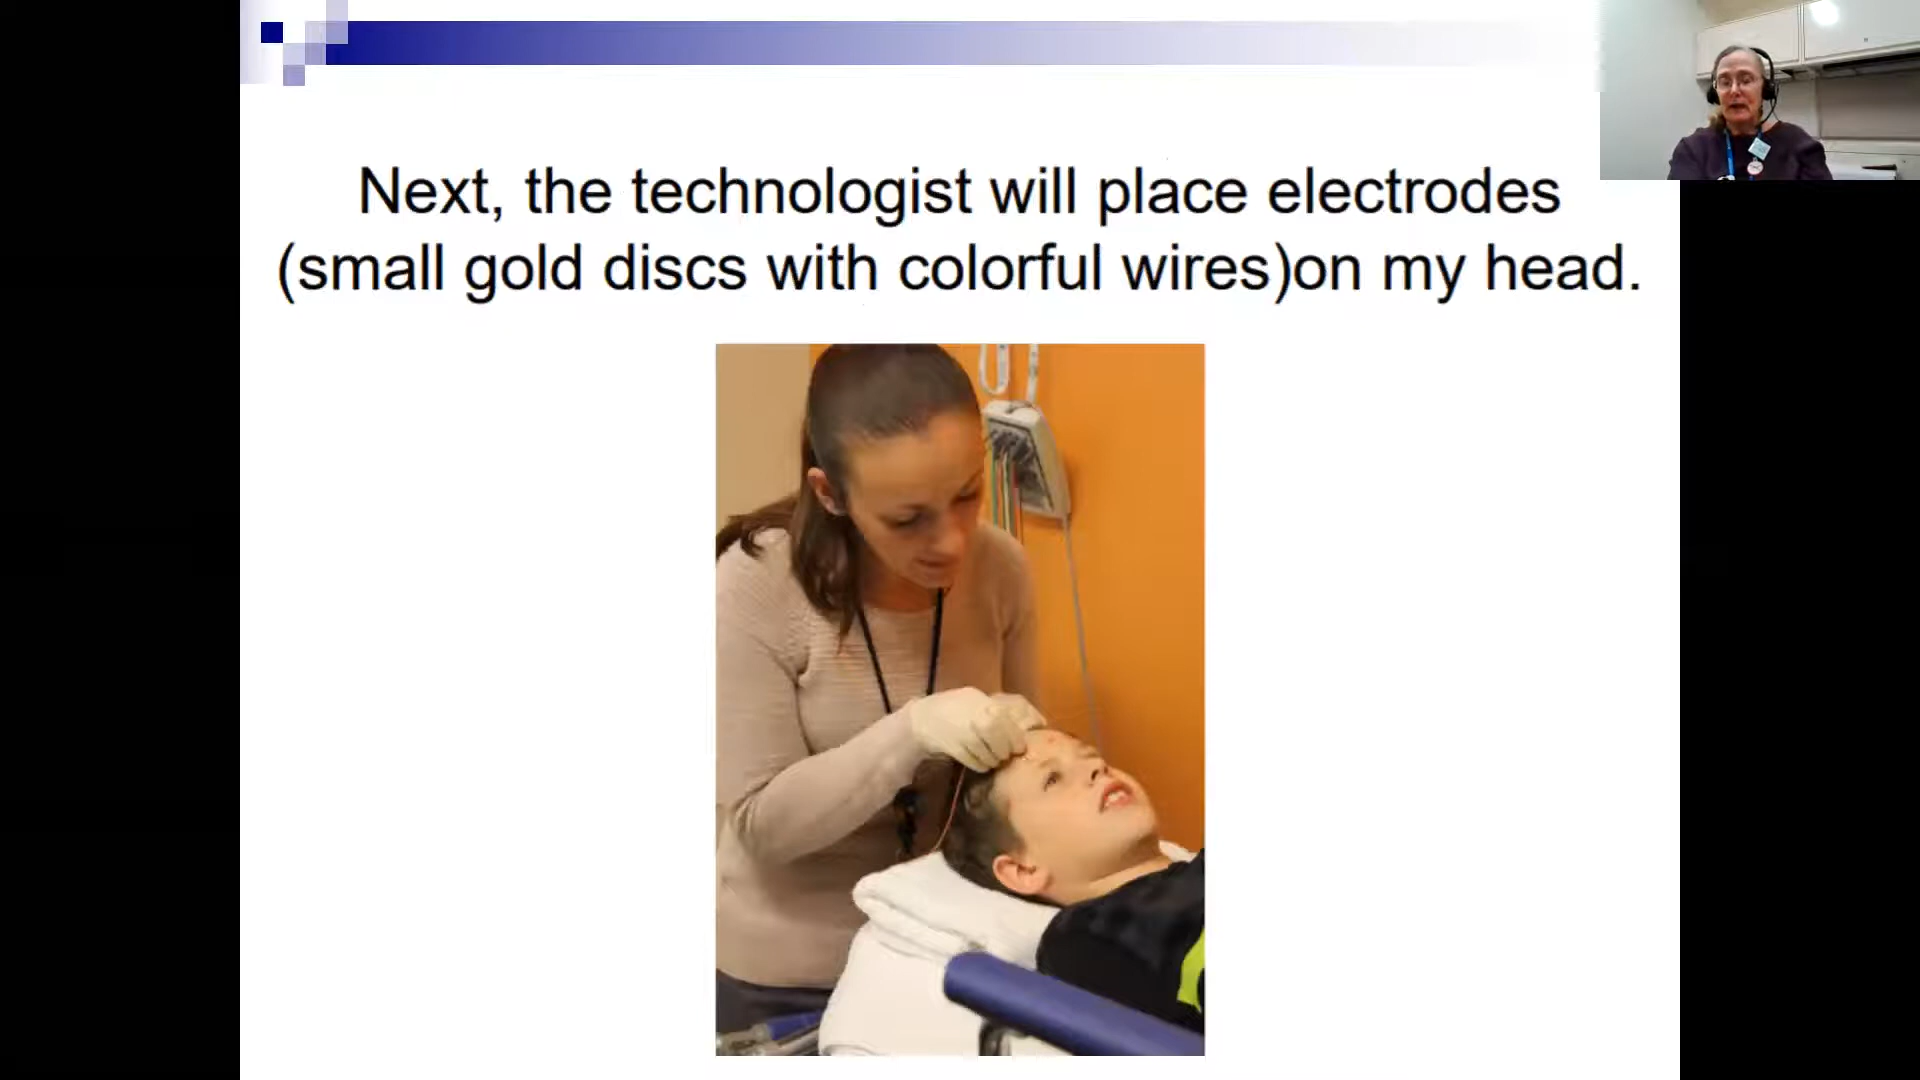 Next, the technologist will place electrodes
(small gold discs with colorful wires)on my head.